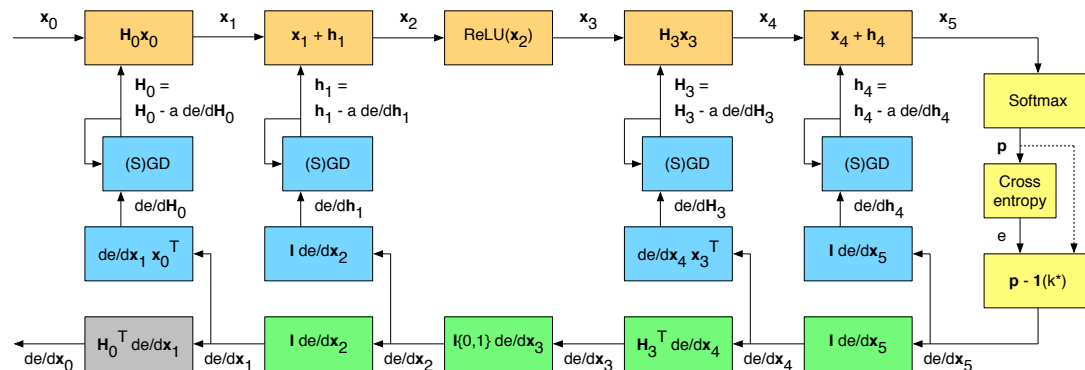 x₀
x₁
x₂
x₃
x₄
x₅
H₀x₀
x₁ + h₁
ReLU(x₂)
H₃x₃
x₄ + h₄
H₀ =
H₀ - a de/dH₀
h₁ =
h₁ - a de/dh₁
H₃ =
H₃ - a de/dH₃
h₄ =
h₄ - a de/dh₄
Softmax
p
(S)GD
(S)GD
(S)GD
(S)GD
Cross
entropy
de/dH₀
de/dh₁
de/dH₃
de/dh₄
e
de/dx₁ x₀ᵀ
I de/dx₂
de/dx₄ x₃ᵀ
I de/dx₅
p - 1(k*)
H₀ᵀ de/dx₁
I de/dx₂
I{0,1} de/dx₃
H₃ᵀ de/dx₄
I de/dx₅
de/dx₀
de/dx₁
de/dx₂
de/dx₃
de/dx₄
de/dx₅